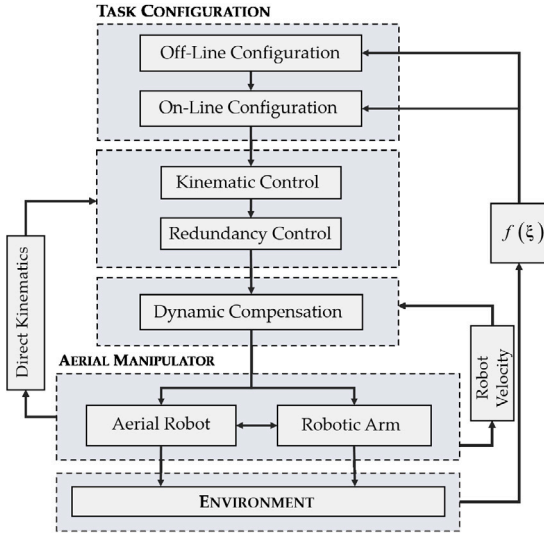 TASK CONFIGURATION
Off-Line Configuration
On-Line Configuration
Kinematic Control
Redundancy Control
Direct Kinematics
f(ξ)
Dynamic Compensation
Robot
Velocity
AERIAL MANIPULATOR
Aerial Robot
Robotic Arm
ENVIRONMENT